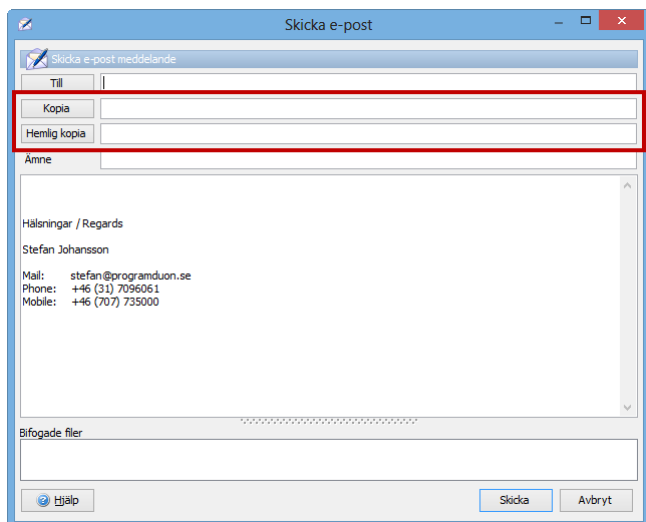 Skicka e-post
Skicka e-post meddelande
Till
Kopia
Hemlig kopia
Ämne
Hälsningar / Regards
Stefan Johansson
Mail: stefan@programduon.se
Phone: +46 (31) 7096061
Mobile: +46 (707) 735000
Bifogade filer
Hjälp Skicka Avbryt